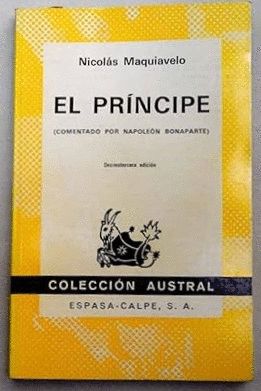 Nicolás Maquiavelo
EL PRÍNCIPE
(COMENTADO POR NAPOLEÓN BONAPARTE)
Decimotercera edición
COLECCIÓN AUSTRAL
ESPASA-CALPE, S. A.